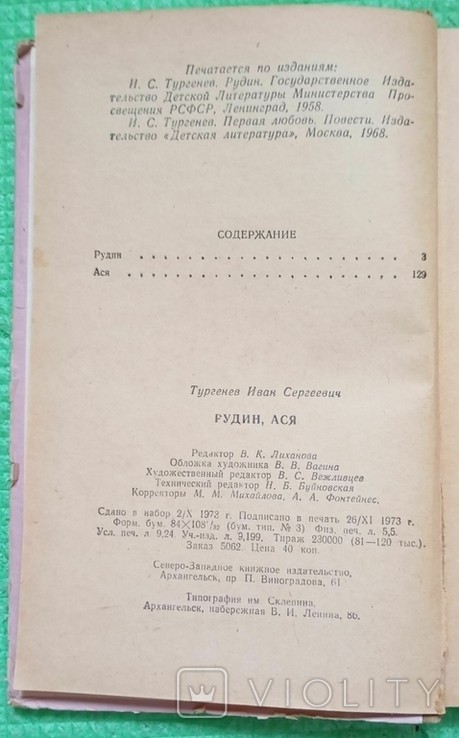 Печатается по изданиям:
И. С. Тургенев. Рудин. Государственное Изда-
тельство Детской Литературы Министерства Про-
свещения РСФСР, Ленинград, 1958.
И. С. Тургенев. Первая любовь. Повести. Изда-
тельство «Детская литература», Москва, 1968.
СОДЕРЖАНИЕ
Рудин . . . . . . . . . . . . . . . . . . . 3
Ася . . . . . . . . . . . . . . . . . . . 129
Тургенев Иван Сергеевич
РУДИН, АСЯ
Редактор В. К. Лиханова
Обложка художника В. В. Вагина
Художественный редактор В. С. Вежливцев
Технический редактор Н. Б. Буйновская
Корректоры М. М. Михайлова, А. А. Фонтейнес.
Сдано в набор 2/X 1973 г. Подписано в печать 26/XI 1973 г.
Форм. бум. 84×108¹/₃₂ (бум. тип. № 3) Физ. печ. л. 5,5.
Усл. печ. л. 9,24. Уч.-изд. л. 9,199. Тираж 230000 (81—120 тыс.).
Заказ 5062. Цена 40 коп.
Северо-Западное книжное издательство,
Архангельск, пр П. Виноградова, 61
Типография им Склепина,
Архангельск, набережная В. И. Ленина, 86.
VIOLITY